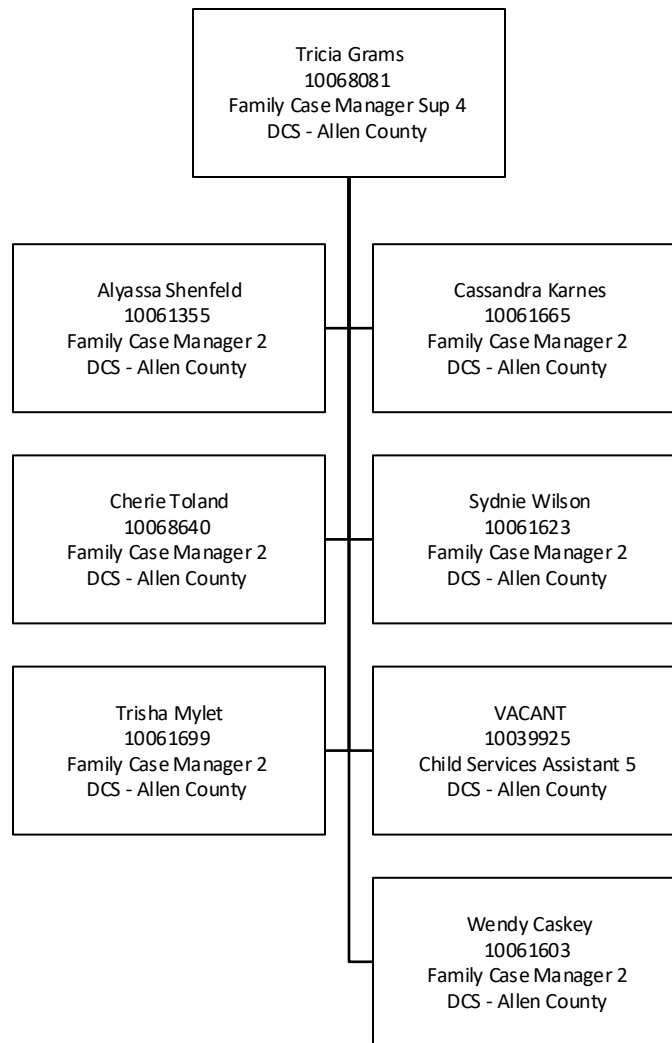 Tricia Grams
10068081
Family Case Manager Sup 4
DCS - Allen County
Alyassa Shenfeld
10061355
Family Case Manager 2
DCS - Allen County
Cassandra Karnes
10061665
Family Case Manager 2
DCS - Allen County
Cherie Toland
10068640
Family Case Manager 2
DCS - Allen County
Sydnie Wilson
10061623
Family Case Manager 2
DCS - Allen County
Trisha Mylet
10061699
Family Case Manager 2
DCS - Allen County
VACANT
10039925
Child Services Assistant 5
DCS - Allen County
Wendy Caskey
10061603
Family Case Manager 2
DCS - Allen County